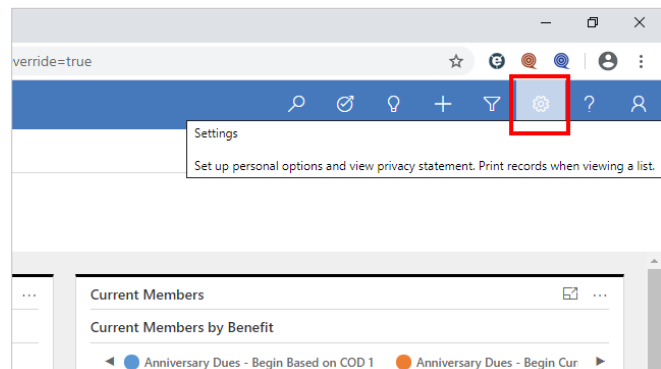 verride=true
Settings
Set up personal options and view privacy statement. Print records when viewing a list.
Current Members
Current Members by Benefit
Anniversary Dues - Begin Based on COD 1
Anniversary Dues - Begin Cur